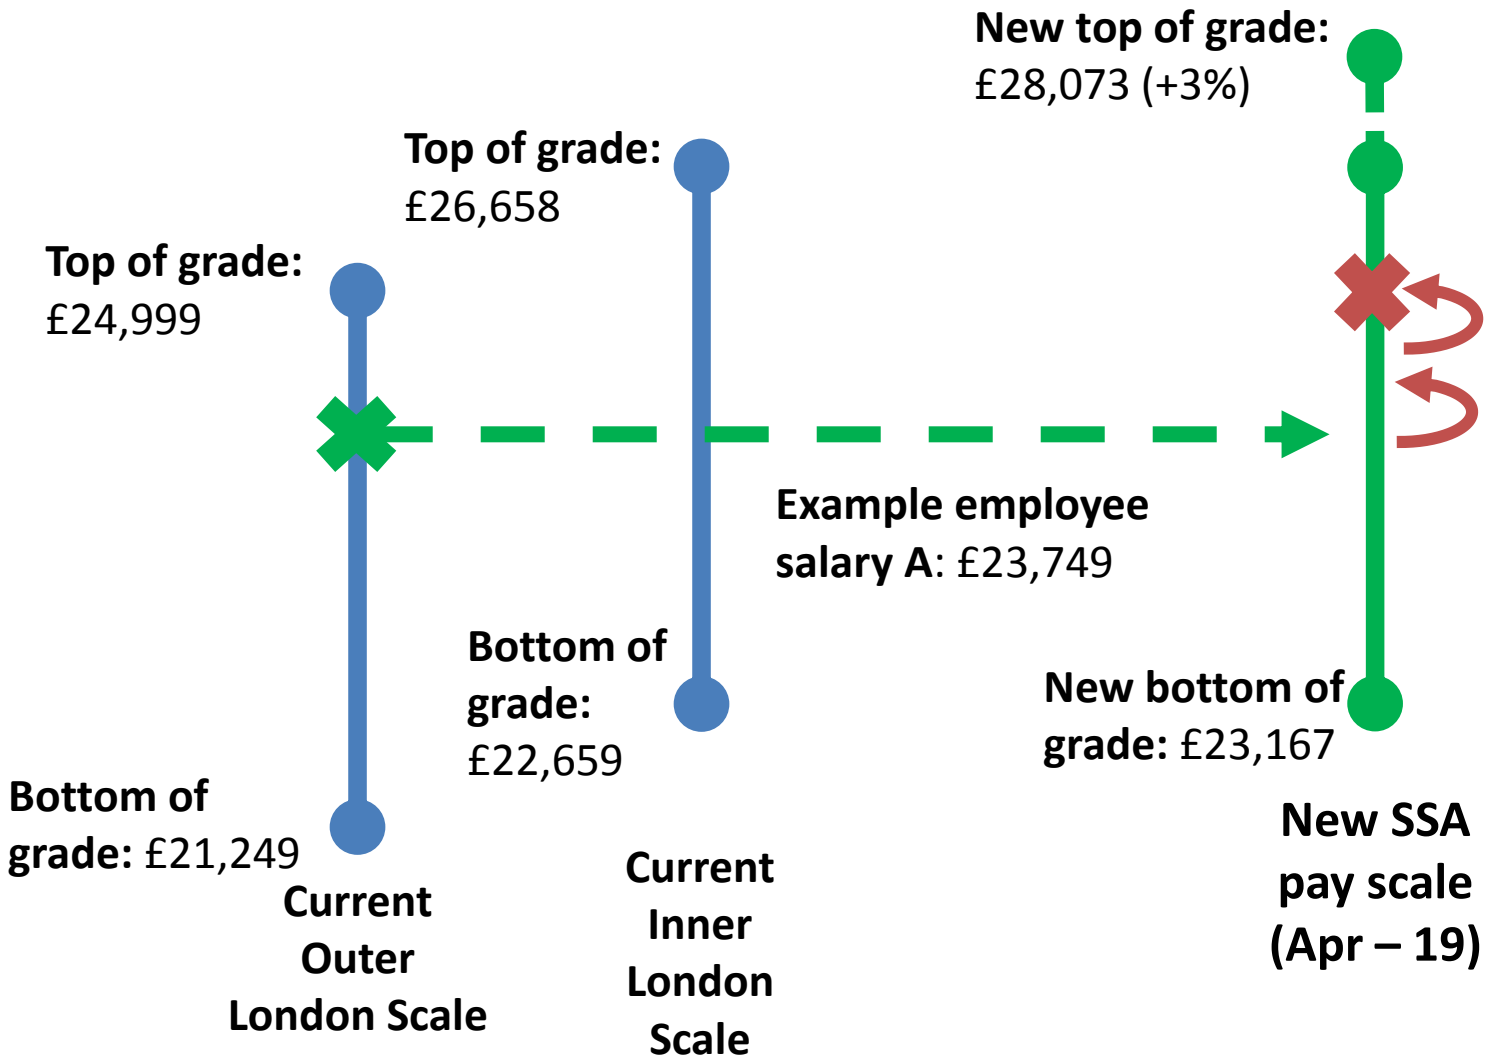 New top of grade:
£28,073 (+3%)
Top of grade:
£26,658
Top of grade:
£24,999
Example employee
salary A: £23,749
Bottom of
grade:
£22,659
New bottom of
grade: £23,167
Bottom of
grade: £21,249
Current
Outer
London Scale
Current
Inner
London
Scale
New SSA
pay scale
(Apr – 19)